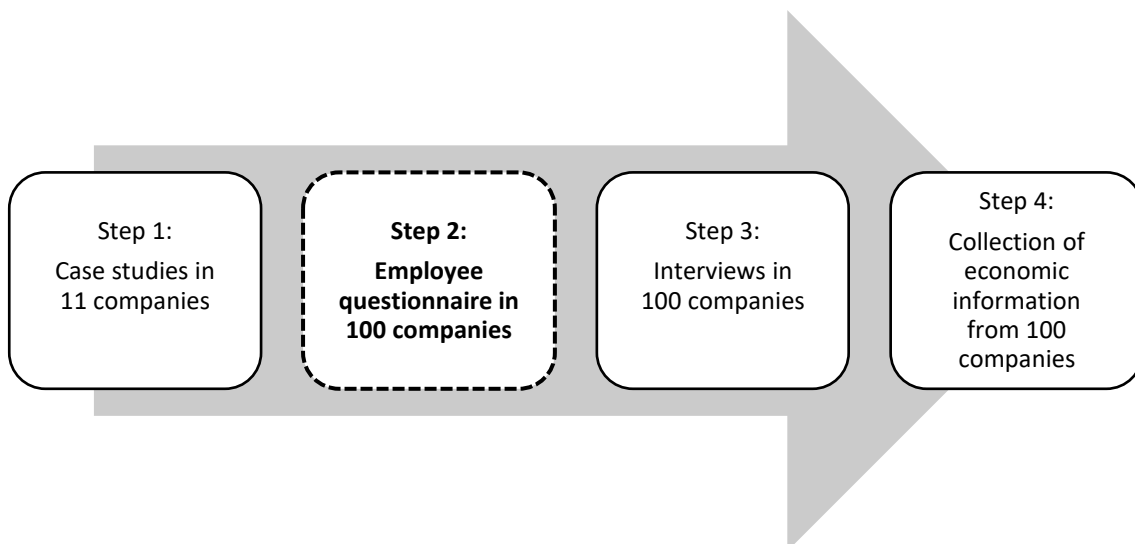 Step 1:
Case studies in
11 companies
Step 2:
Employee
questionnaire in
100 companies
Step 3:
Interviews in
100 companies
Step 4:
Collection of
economic
information
from 100
companies